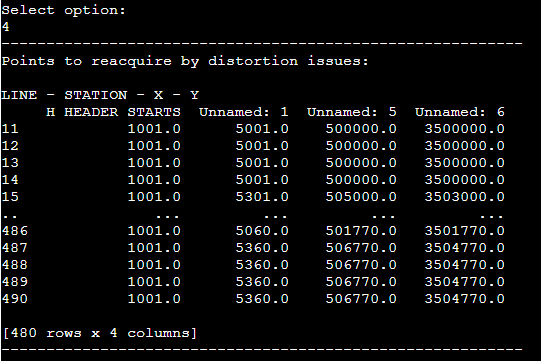 Select option:
4
-----------------------------------------------------------------
Points to reacquire by distortion issues:
LINE - STATION - X - Y
H HEADER STARTS Unnamed: 1 Unnamed: 5 Unnamed: 6
11 1001.0 5001.0 500000.0 3500000.0
12 1001.0 5001.0 500000.0 3500000.0
13 1001.0 5001.0 500000.0 3500000.0
14 1001.0 5001.0 500000.0 3500000.0
15 1001.0 5301.0 505000.0 3503000.0
.. ... ... ... ...
486 1001.0 5060.0 501770.0 3501770.0
487 1001.0 5360.0 506770.0 3504770.0
488 1001.0 5360.0 506770.0 3504770.0
489 1001.0 5360.0 506770.0 3504770.0
490 1001.0 5360.0 506770.0 3504770.0
[480 rows x 4 columns]
-----------------------------------------------------------------